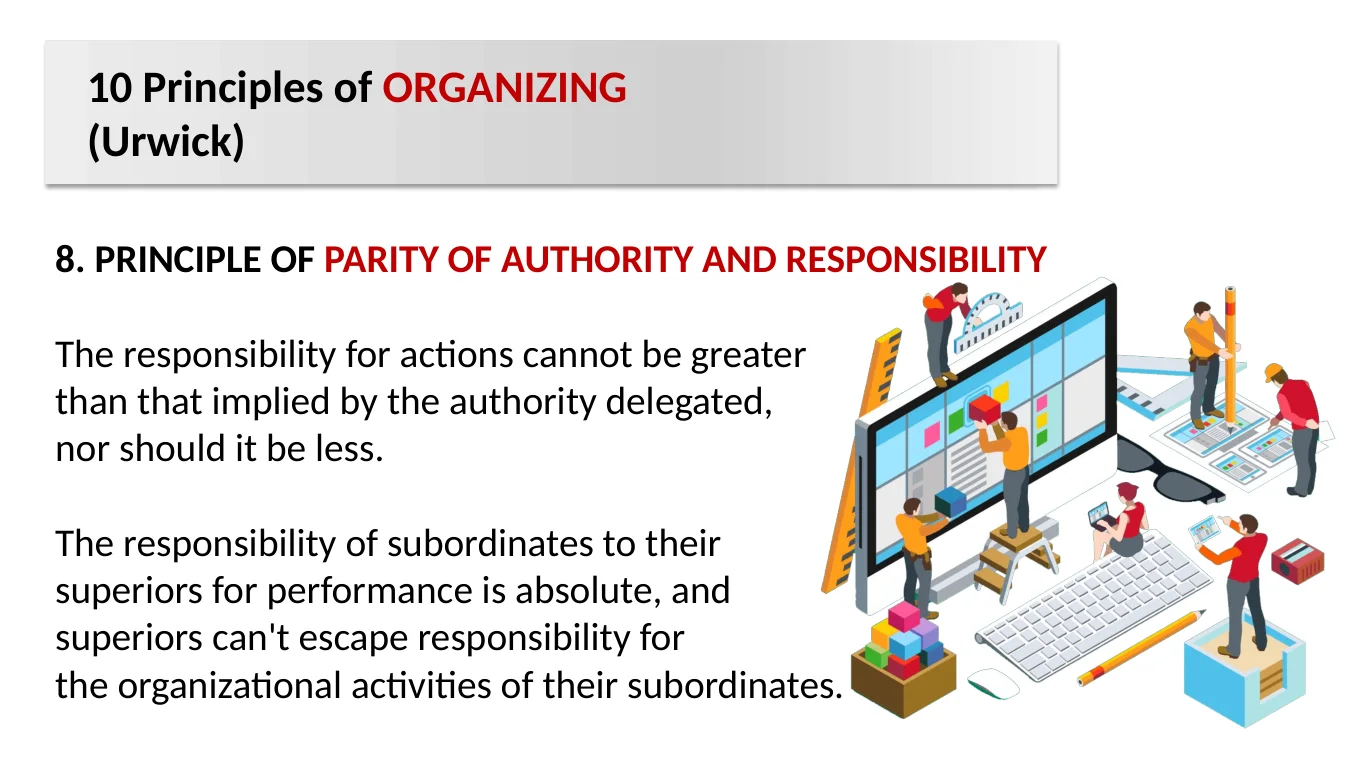 10 Principles of ORGANIZING
(Urwick)
8. PRINCIPLE OF PARITY OF AUTHORITY AND RESPONSIBILITY
The responsibility for actions cannot be greater
than that implied by the authority delegated,
nor should it be less.
The responsibility of subordinates to their
superiors for performance is absolute, and
superiors can't escape responsibility for
the organizational activities of their subordinates.